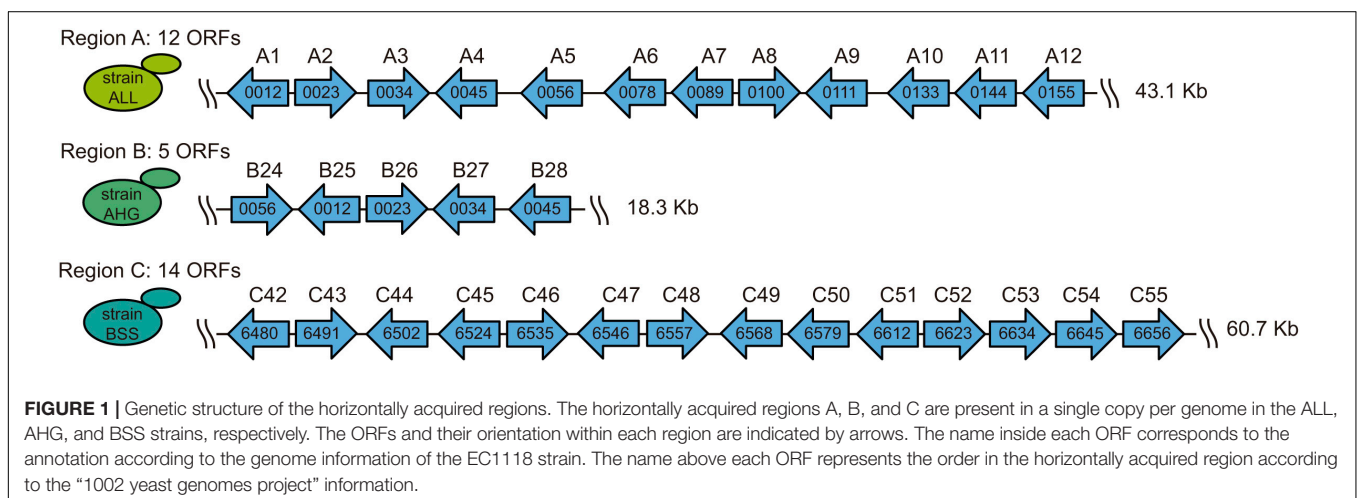 Region A: 12 ORFs
A1 A2 A3 A4 A5 A6 A7 A8 A9 A10 A11 A12
strain
ALL
0012 0023 0034 0045 0056 0078 0089 0100 0111 0133 0144 0155
43.1 Kb
Region B: 5 ORFs
B24 B25 B26 B27 B28
strain
AHG
0056 0012 0023 0034 0045
18.3 Kb
Region C: 14 ORFs
C42 C43 C44 C45 C46 C47 C48 C49 C50 C51 C52 C53 C54 C55
strain
BSS
6480 6491 6502 6524 6535 6546 6557 6568 6579 6612 6623 6634 6645 6656
60.7 Kb
FIGURE 1 | Genetic structure of the horizontally acquired regions. The horizontally acquired regions A, B, and C are present in a single copy per genome in the ALL,
AHG, and BSS strains, respectively. The ORFs and their orientation within each region are indicated by arrows. The name inside each ORF corresponds to the
annotation according to the genome information of the EC1118 strain. The name above each ORF represents the order in the horizontally acquired region according
to the “1002 yeast genomes project” information.